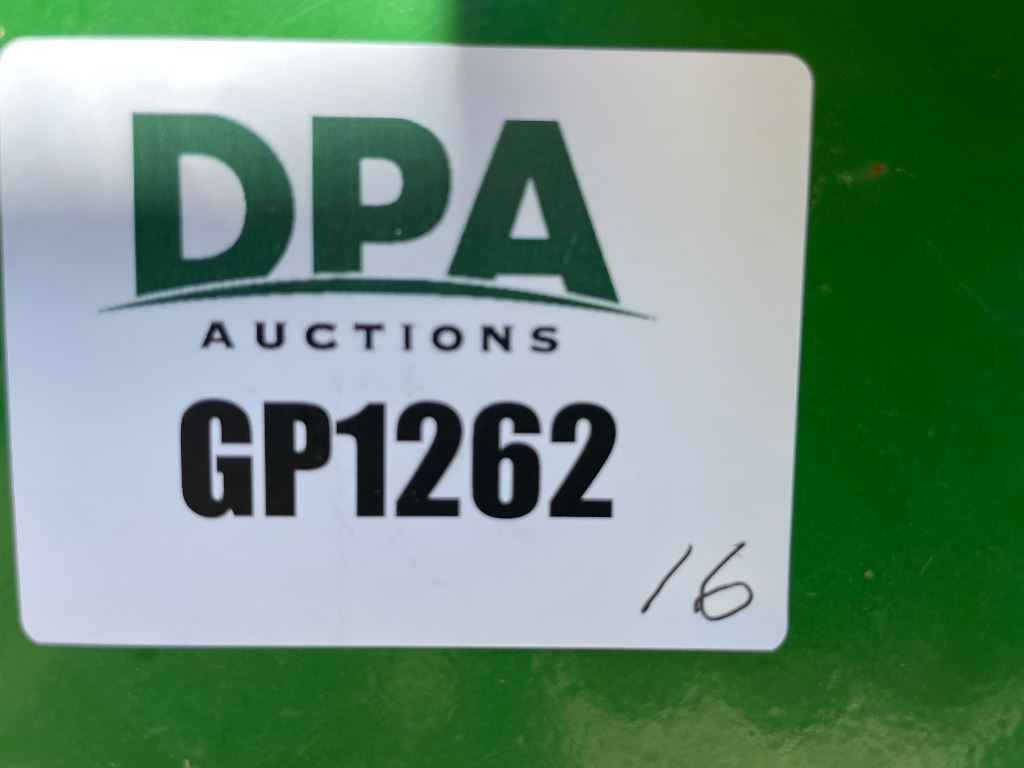 DPA
AUCTIONS
GP1262
16